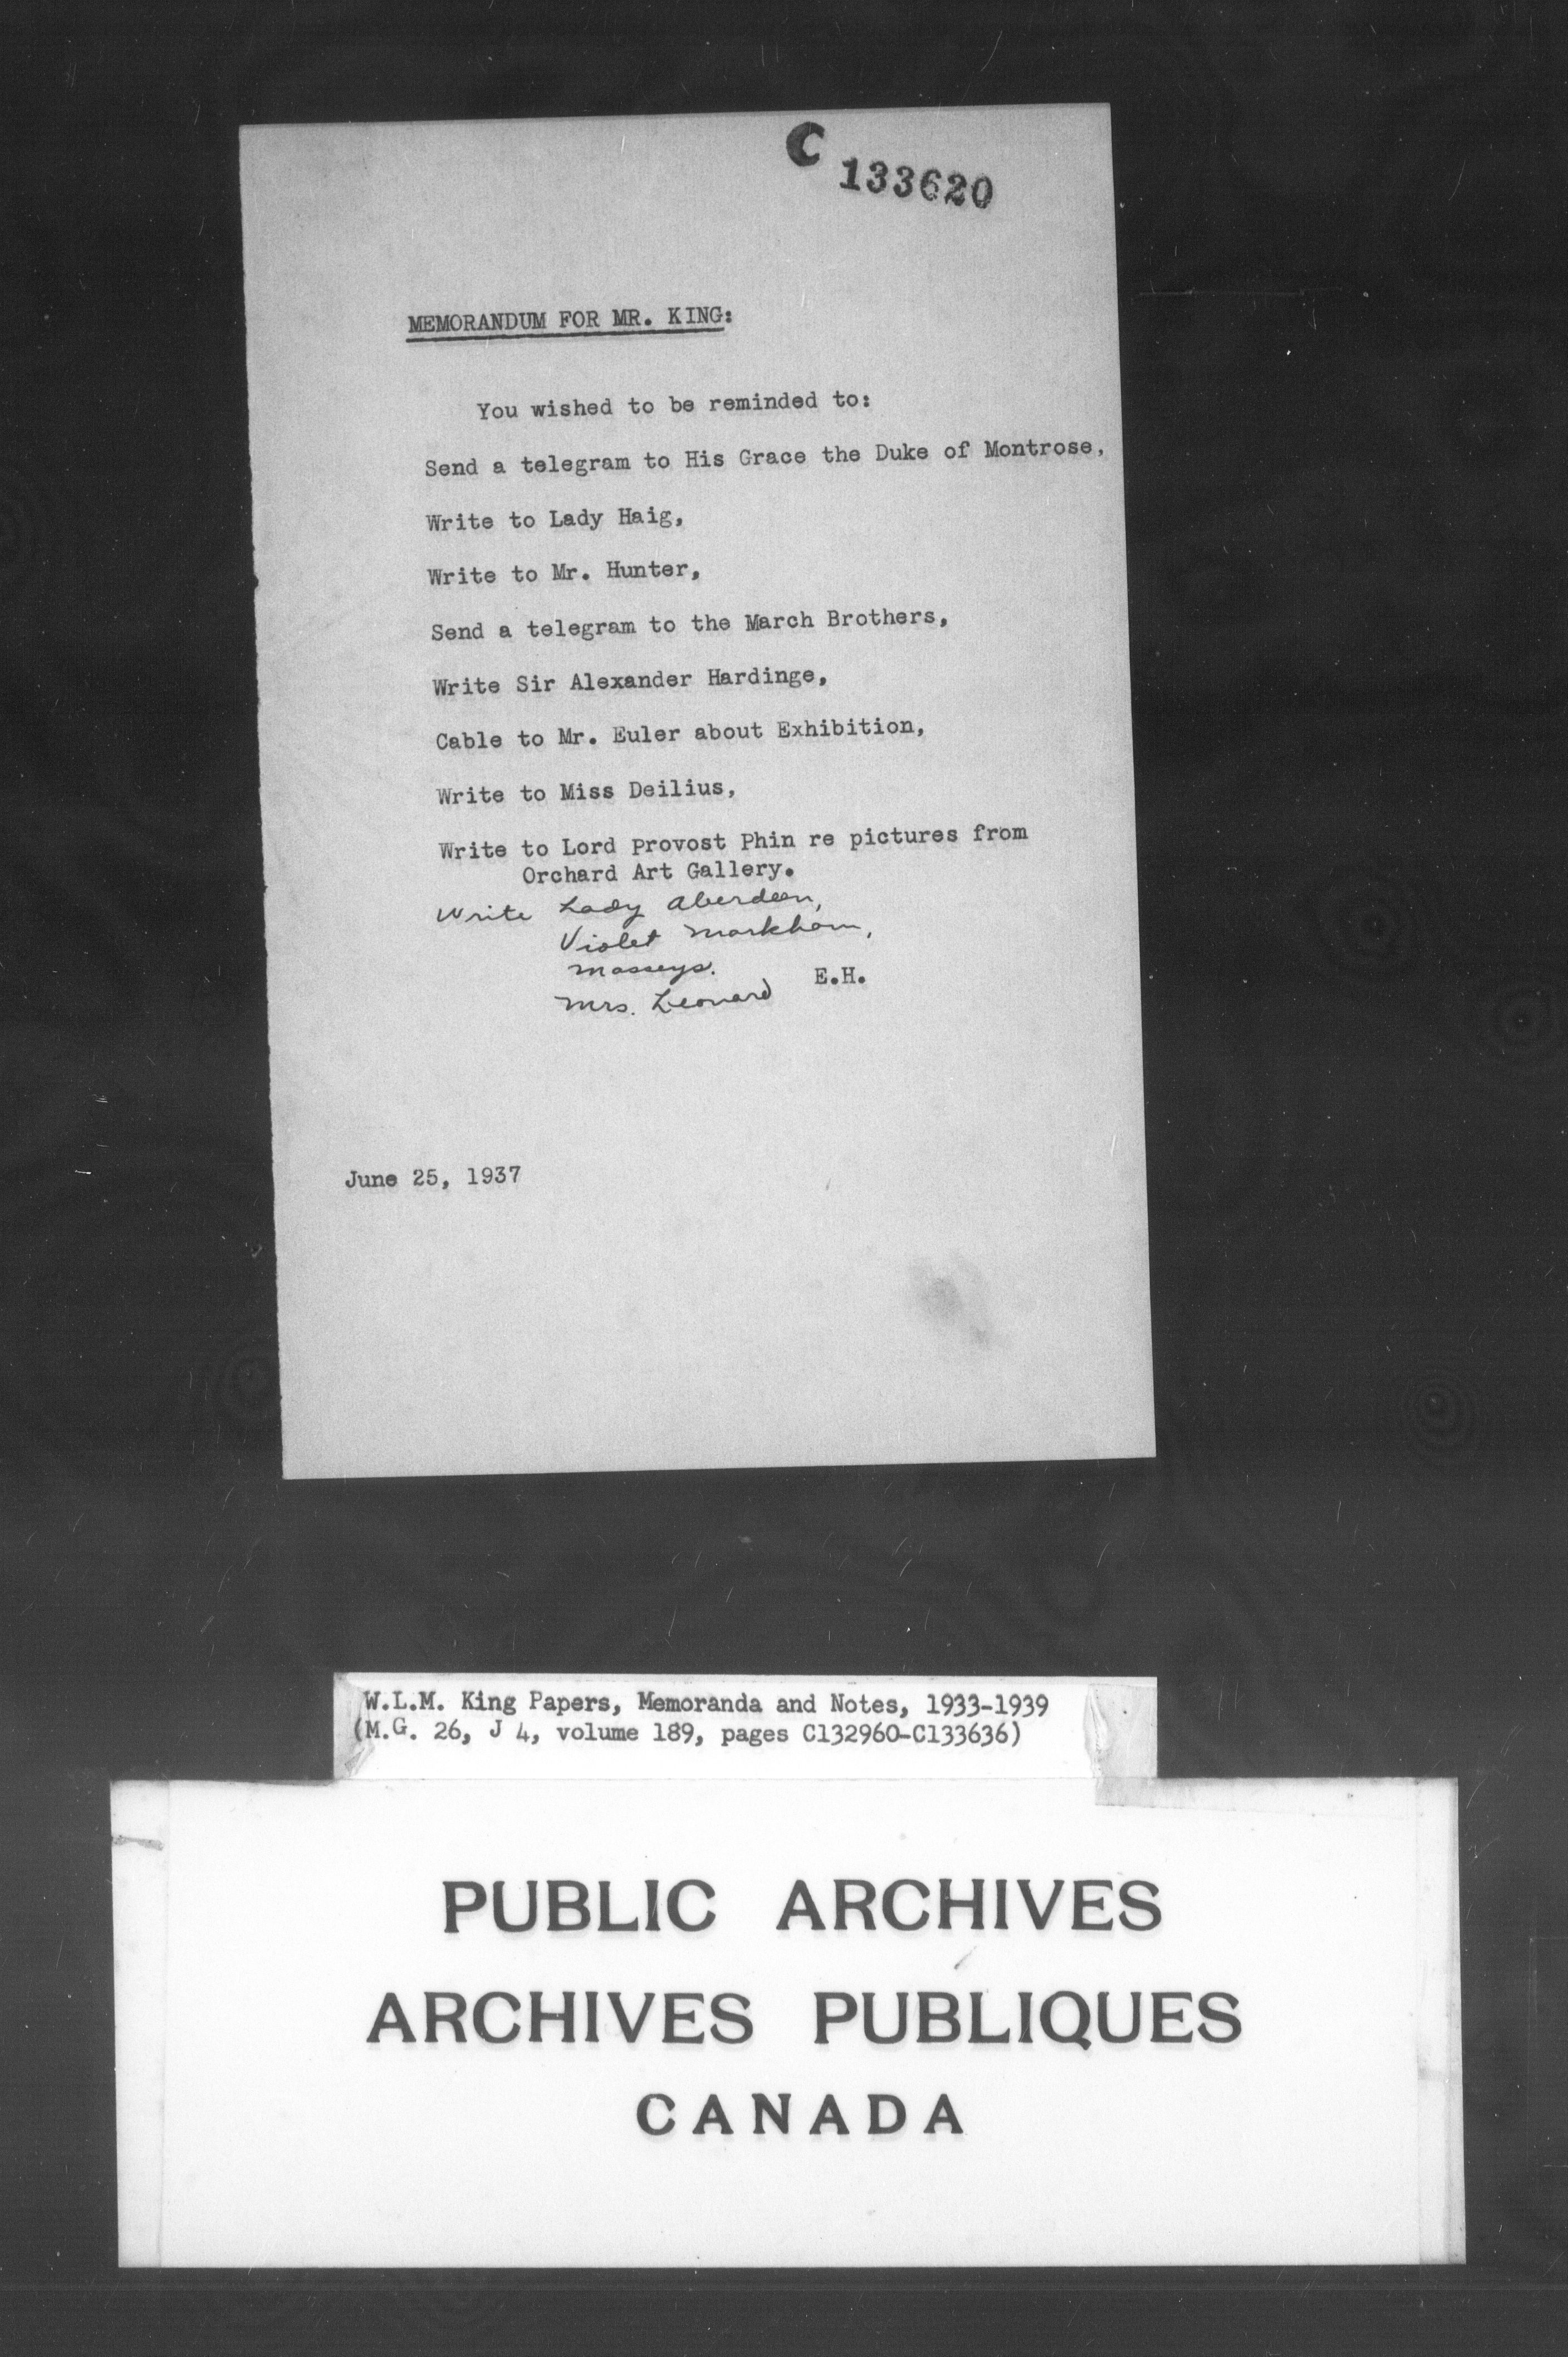 C 133620
MEMORANDUM FOR MR. KING:
You wished to be reminded to:
Send a telegram to His Grace the Duke of Montrose,
Write to Lady Haig,
Write to Mr. Hunter,
Send a telegram to the March Brothers,
Write Sir Alexander Hardinge,
Cable to Mr. Euler about Exhibition,
Write to Miss Deilius,
Write to Lord Provost Phin re pictures from
Orchard Art Gallery.
Write Lady Aberdeen,
Violet Markham,
Masseys.
E.H.
Mrs. Leonard
June 25, 1937
W.L.M. King Papers, Memoranda and Notes, 1933-1939
(M.G. 26, J 4, volume 189, pages C132960-C133636)
PUBLIC ARCHIVES
ARCHIVES PUBLIQUES
CANADA